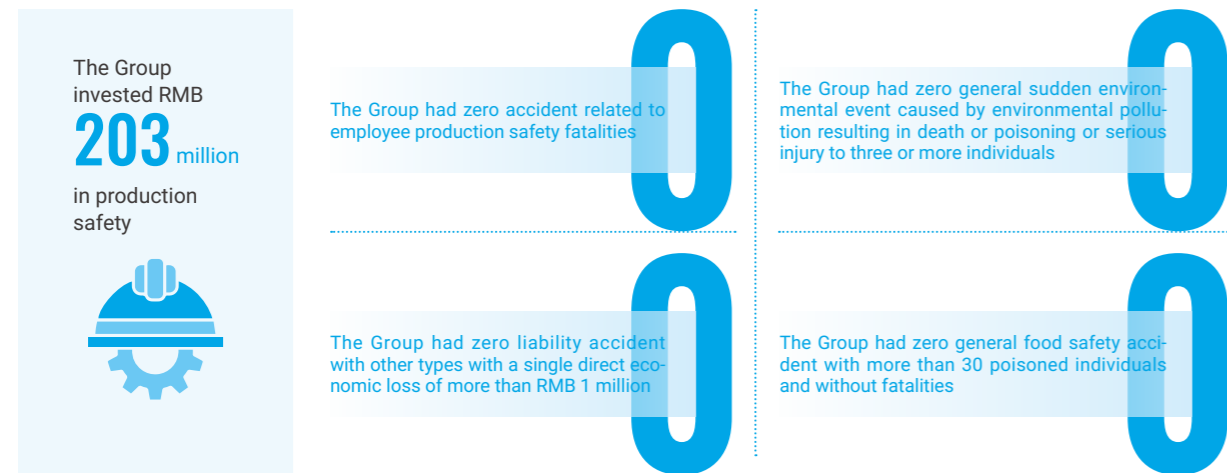 The Group
invested RMB
203 million
in production
safety
0
The Group had zero accident related to
employee production safety fatalities
0
The Group had zero general sudden environ-
mental event caused by environmental pollu-
tion resulting in death or poisoning or serious
injury to three or more individuals
0
The Group had zero liability accident
with other types with a single direct eco-
nomic loss of more than RMB 1 million
0
The Group had zero general food safety acci-
dent with more than 30 poisoned individuals
and without fatalities